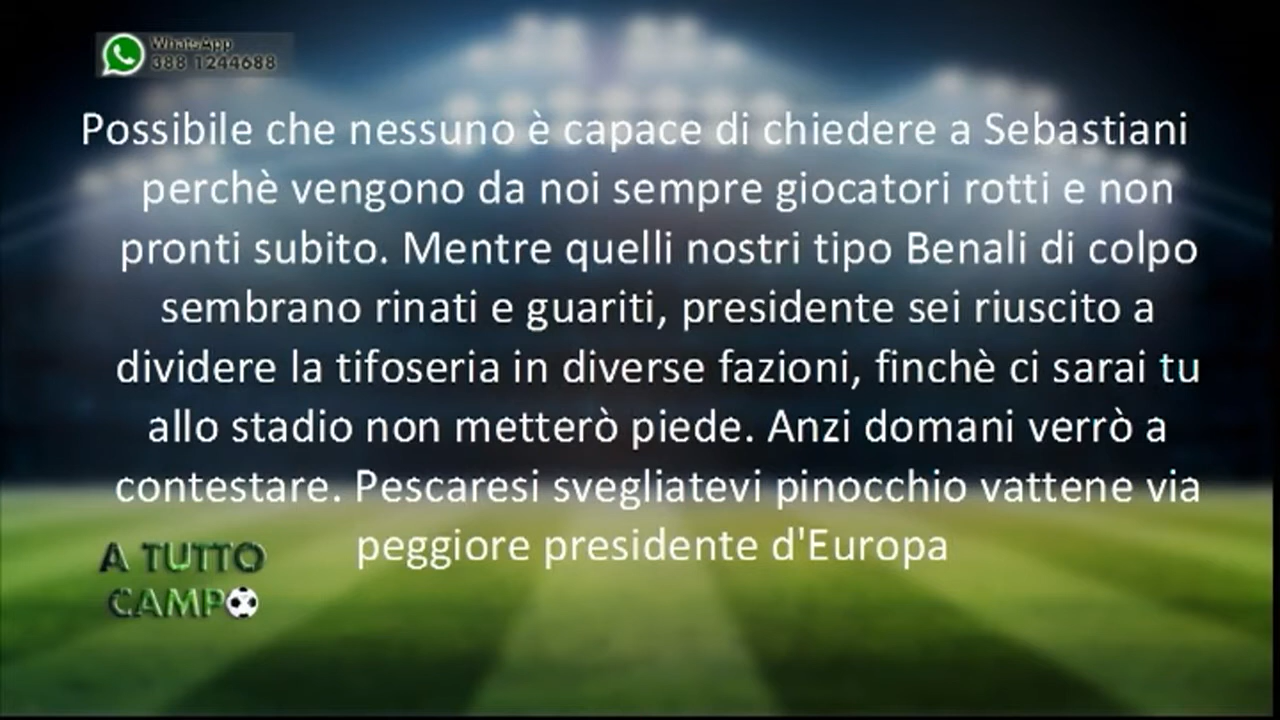 WhatsApp
388 1244688
Possibile che nessuno è capace di chiedere a Sebastiani
perchè vengono da noi sempre giocatori rotti e non
pronti subito. Mentre quelli nostri tipo Benali di colpo
sembrano rinati e guariti, presidente sei riuscito a
dividere la tifoseria in diverse fazioni, finchè ci sarai tu
allo stadio non metterò piede. Anzi domani verrò a
contestare. Pescaresi svegliatevi pinocchio vattene via
peggiore presidente d'Europa
A TUTTO
CAMPO